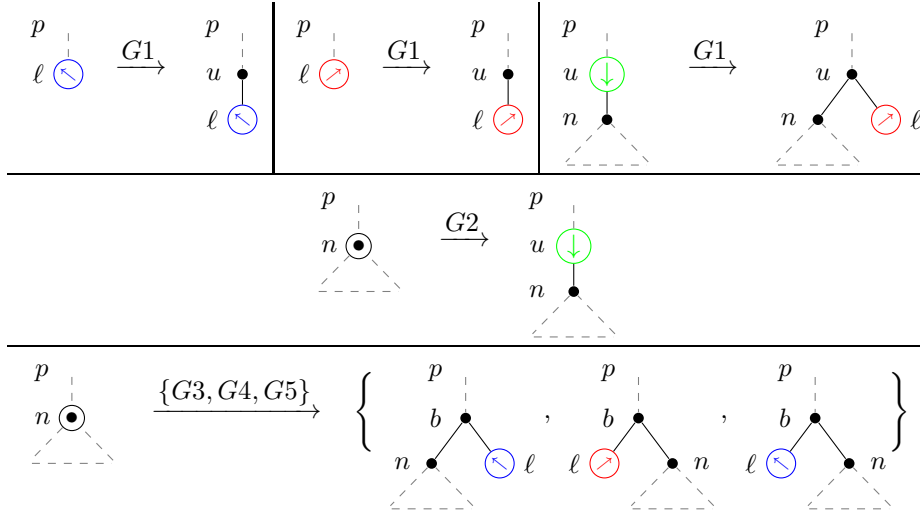 p p p p p p
G1 G1 G1
ℓ u ℓ u u u
ℓ ℓ n n ℓ
p p
G2
n u
n
p {G3, G4, G5} { p , p , p }
n b b b
n ℓ ℓ n ℓ n